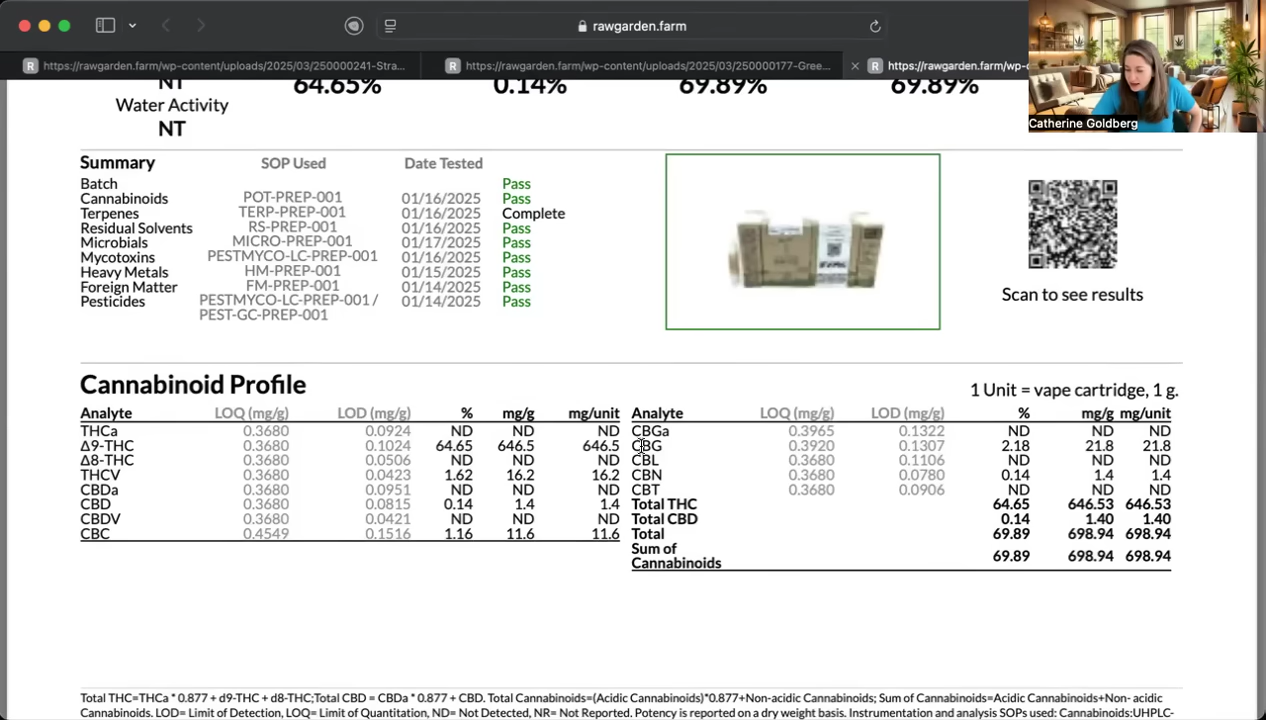 rawgarden.farm
R https://rawgarden.farm/wp-content/uploads/2025/03/250000241-Stra...
R https://rawgarden.farm/wp-content/uploads/2025/03/250000177-Gree...
R https://rawgarden.farm/wp-
Catherine Goldberg
NT 64.65% 0.14% 69.89% 69.89%
Water Activity
NT
Summary SOP Used Date Tested
Batch Pass
Cannabinoids POT-PREP-001 01/16/2025 Pass
Terpenes TERP-PREP-001 01/16/2025 Complete
Residual Solvents RS-PREP-001 01/16/2025 Pass
Microbials MICRO-PREP-001 01/17/2025 Pass
Mycotoxins PESTMYCO-LC-PREP-001 01/16/2025 Pass
Heavy Metals HM-PREP-001 01/15/2025 Pass
Foreign Matter FM-PREP-001 01/14/2025 Pass
Pesticides PESTMYCO-LC-PREP-001 / 01/14/2025 Pass
PEST-GC-PREP-001
Scan to see results
Cannabinoid Profile
1 Unit = vape cartridge, 1 g.
Analyte LOQ (mg/g) LOD (mg/g) % mg/g mg/unit
THCa 0.3680 0.0924 ND ND ND
Δ9-THC 0.3680 0.1024 64.65 646.5 646.5
Δ8-THC 0.3680 0.0506 ND ND ND
THCV 0.3680 0.0423 1.62 16.2 16.2
CBDa 0.3680 0.0951 ND ND ND
CBD 0.3680 0.0815 0.14 1.4 1.4
CBDV 0.3680 0.0421 ND ND ND
CBC 0.4549 0.1516 1.16 11.6 11.6
Analyte LOQ (mg/g) LOD (mg/g) % mg/g mg/unit
CBGa 0.3965 0.1322 ND ND ND
CBG 0.3920 0.1307 2.18 21.8 21.8
CBL 0.3680 0.1106 ND ND ND
CBN 0.3680 0.0780 0.14 1.4 1.4
CBT 0.3680 0.0906 ND ND ND
Total THC 64.65 646.53 646.53
Total CBD 0.14 1.40 1.40
Total 69.89 698.94 698.94
Sum of
Cannabinoids 69.89 698.94 698.94
Total THC=THCa * 0.877 + d9-THC + d8-THC;Total CBD = CBDa * 0.877 + CBD. Total Cannabinoids=(Acidic Cannabinoids)*0.877+Non-acidic Cannabinoids; Sum of Cannabinoids=Acidic Cannabinoids+Non- acidic
Cannabinoids. LOD= Limit of Detection, LOQ= Limit of Quantitation, ND= Not Detected, NR= Not Reported. Potency is reported on a dry weight basis. Instrumentation and analysis SOPs used: Cannabinoids:UHPLC-